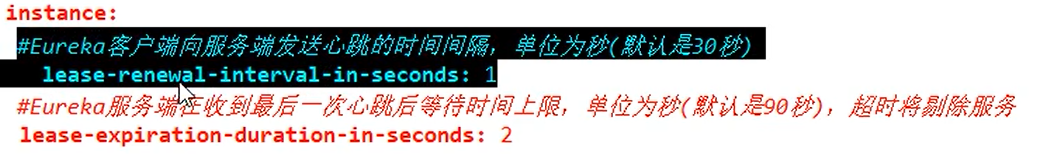 instance:
#Eureka客户端向服务端发送心跳的时间间隔，单位为秒(默认是30秒)
lease-renewal-interval-in-seconds: 1
#Eureka服务端在收到最后一次心跳后等待时间上限，单位为秒(默认是90秒)，超时将剔除服务
lease-expiration-duration-in-seconds: 2